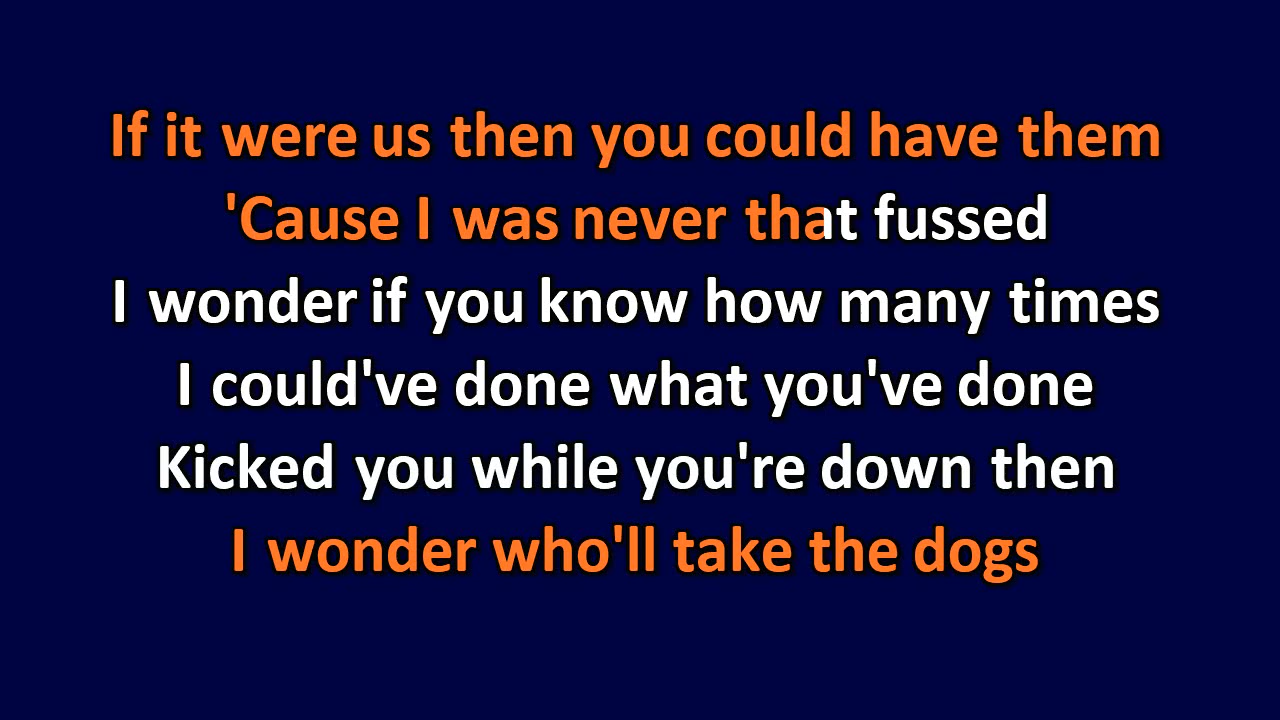 If it were us then you could have them
'Cause I was never that fussed
I wonder if you know how many times
I could've done what you've done
Kicked you while you're down then
I wonder who'll take the dogs